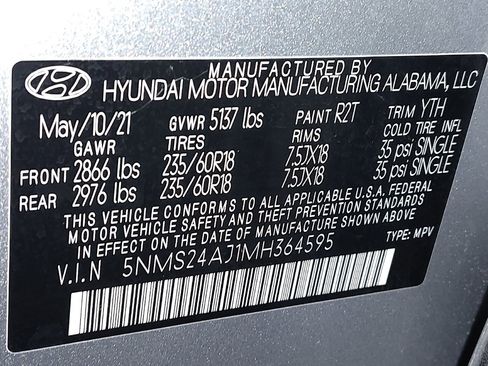 MANUFACTURED BY
HYUNDAI MOTOR MANUFACTURING ALABAMA, LLC
May/10/21 GVWR 5137 lbs PAINT R2T TRIM YTH
GAWR TIRES RIMS COLD TIRE INFL
FRONT 2866 lbs 235/60R18 7.5JX18 35 psi SINGLE
REAR 2976 lbs 235/60R18 7.5JX18 35 psi SINGLE
THIS VEHICLE CONFORMS TO ALL APPLICABLE U.S.A. FEDERAL
MOTOR VEHICLE SAFETY AND THEFT PREVENTION STANDARDS
IN EFFECT ON THE DATE OF MANUFACTURE SHOWN ABOVE.
V.I.N 5NMS24AJ1MH364595 TYPE: MPV